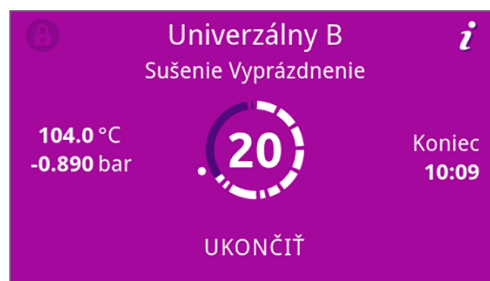 Univerzálny B
i
Sušenie Vyprázdnenie
104.0 °C
-0.890 bar
20
Koniec
10:09
UKONČIŤ